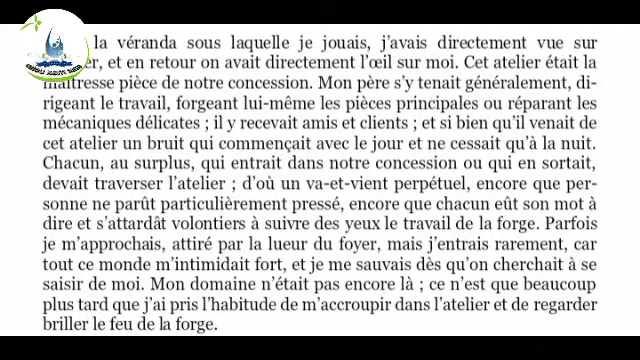 la véranda sous laquelle je jouais, j’avais directement vue sur
er, et en retour on avait directement l’œil sur moi. Cet atelier était la
maîtresse pièce de notre concession. Mon père s’y tenait généralement, di-
rigeant le travail, forgeant lui-même les pièces principales ou réparant les
mécaniques délicates ; il y recevait amis et clients ; et si bien qu’il venait de
cet atelier un bruit qui commençait avec le jour et ne cessait qu’à la nuit.
Chacun, au surplus, qui entrait dans notre concession ou qui en sortait,
devait traverser l’atelier ; d’où un va-et-vient perpétuel, encore que per-
sonne ne parût particulièrement pressé, encore que chacun eût son mot à
dire et s’attardât volontiers à suivre des yeux le travail de la forge. Parfois
je m’approchais, attiré par la lueur du foyer, mais j’entrais rarement, car
tout ce monde m’intimidait fort, et je me sauvais dès qu’on cherchait à se
saisir de moi. Mon domaine n’était pas encore là ; ce n’est que beaucoup
plus tard que j’ai pris l’habitude de m’accroupir dans l’atelier et de regarder
briller le feu de la forge.